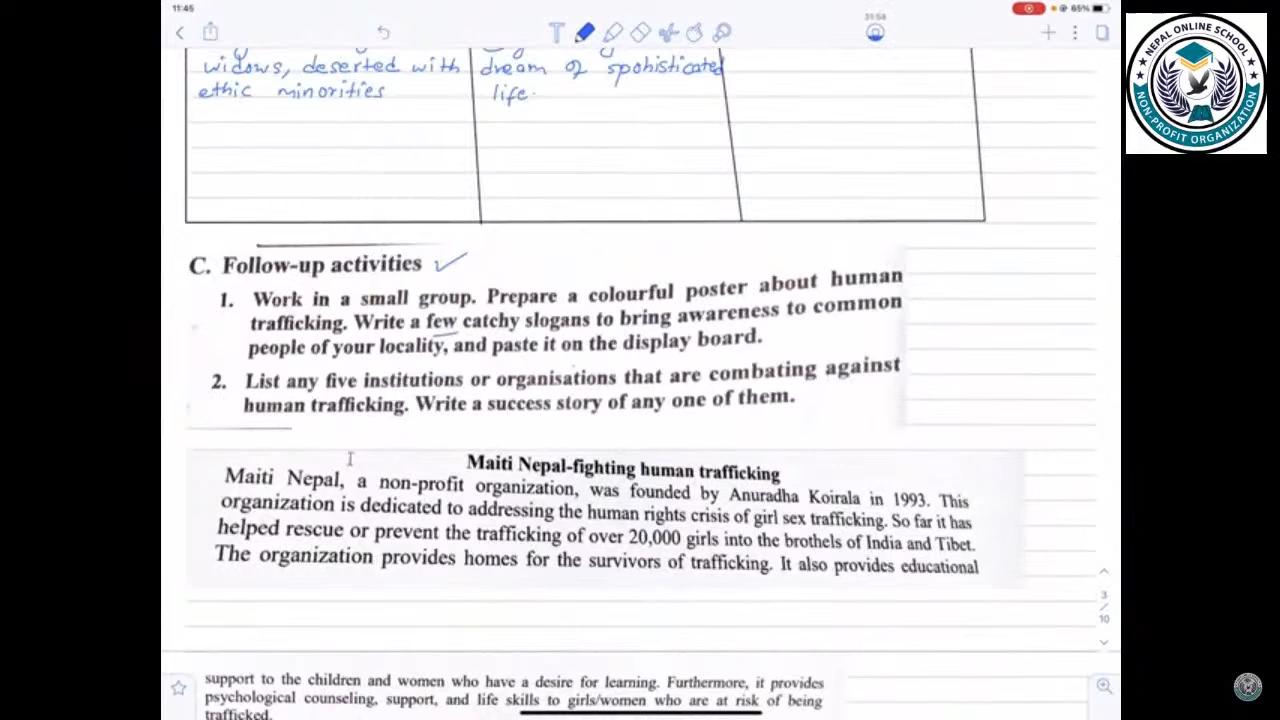 11:45
65%
31:58
NEPAL ONLINE SCHOOL
NON-PROFIT ORGANIZATION
widows, deserted with
ethic minorities
dream of spohisticated
life.
C. Follow-up activities
1. Work in a small group. Prepare a colourful poster about human
trafficking. Write a few catchy slogans to bring awareness to common
people of your locality, and paste it on the display board.
2. List any five institutions or organisations that are combating against
human trafficking. Write a success story of any one of them.
Maiti Nepal-fighting human trafficking
Maiti Nepal, a non-profit organization, was founded by Anuradha Koirala in 1993. This
organization is dedicated to addressing the human rights crisis of girl sex trafficking. So far it has
helped rescue or prevent the trafficking of over 20,000 girls into the brothels of India and Tibet.
The organization provides homes for the survivors of trafficking. It also provides educational
3
/
10
support to the children and women who have a desire for learning. Furthermore, it provides
psychological counseling, support, and life skills to girls/women who are at risk of being
trafficked.